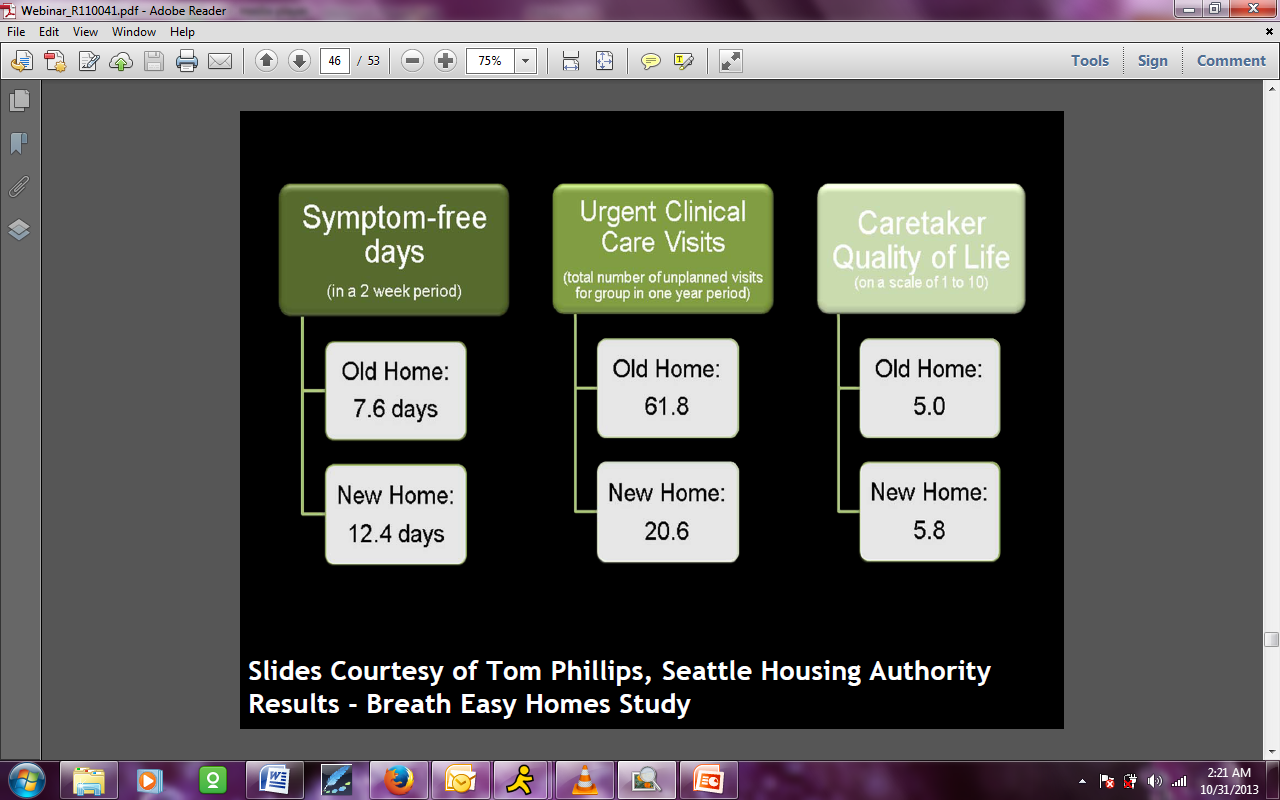 Webinar_R110041.pdf - Adobe Reader
File Edit View Window Help
46 / 53 75% Tools Sign Comment
Symptom-free
days
(in a 2 week period)
Old Home:
7.6 days
New Home:
12.4 days
Urgent Clinical
Care Visits
(total number of unplanned visits
for group in one year period)
Old Home:
61.8
New Home:
20.6
Caretaker
Quality of Life
(on a scale of 1 to 10)
Old Home:
5.0
New Home:
5.8
Slides Courtesy of Tom Phillips, Seattle Housing Authority
Results - Breath Easy Homes Study
2:21 AM
10/31/2013